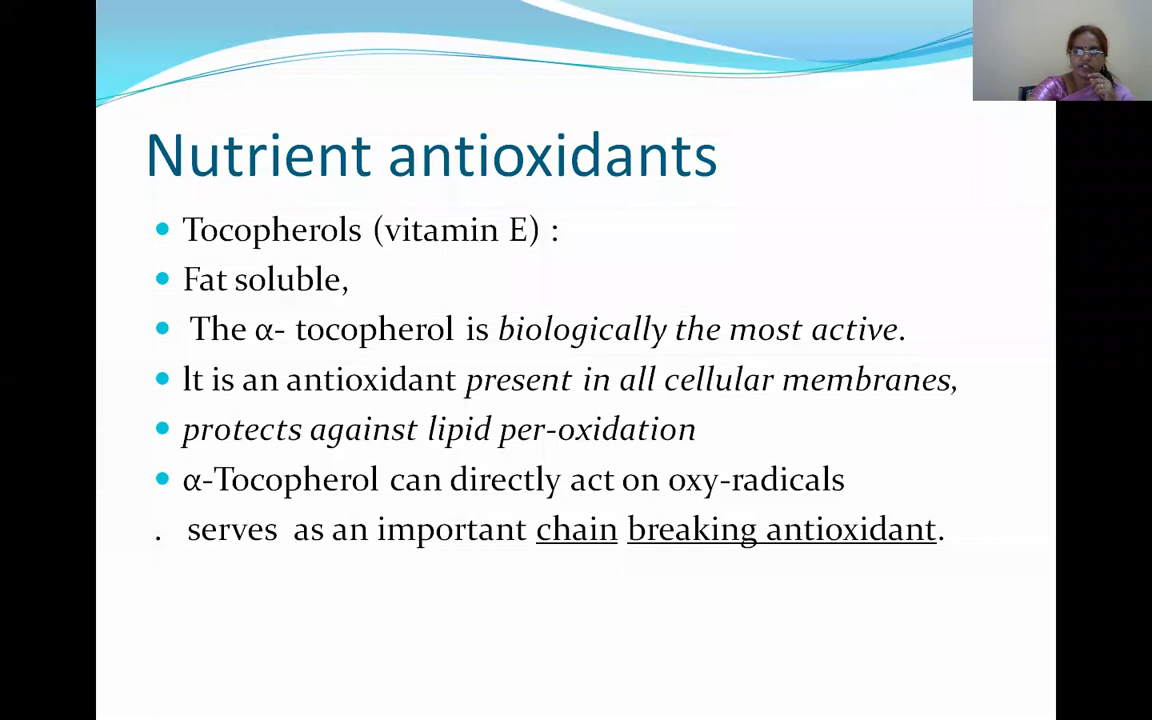 Nutrient antioxidants
• Tocopherols (vitamin E) :
• Fat soluble,
• The α- tocopherol is biologically the most active.
• lt is an antioxidant present in all cellular membranes,
• protects against lipid per-oxidation
• α-Tocopherol can directly act on oxy-radicals
. serves as an important chain breaking antioxidant.